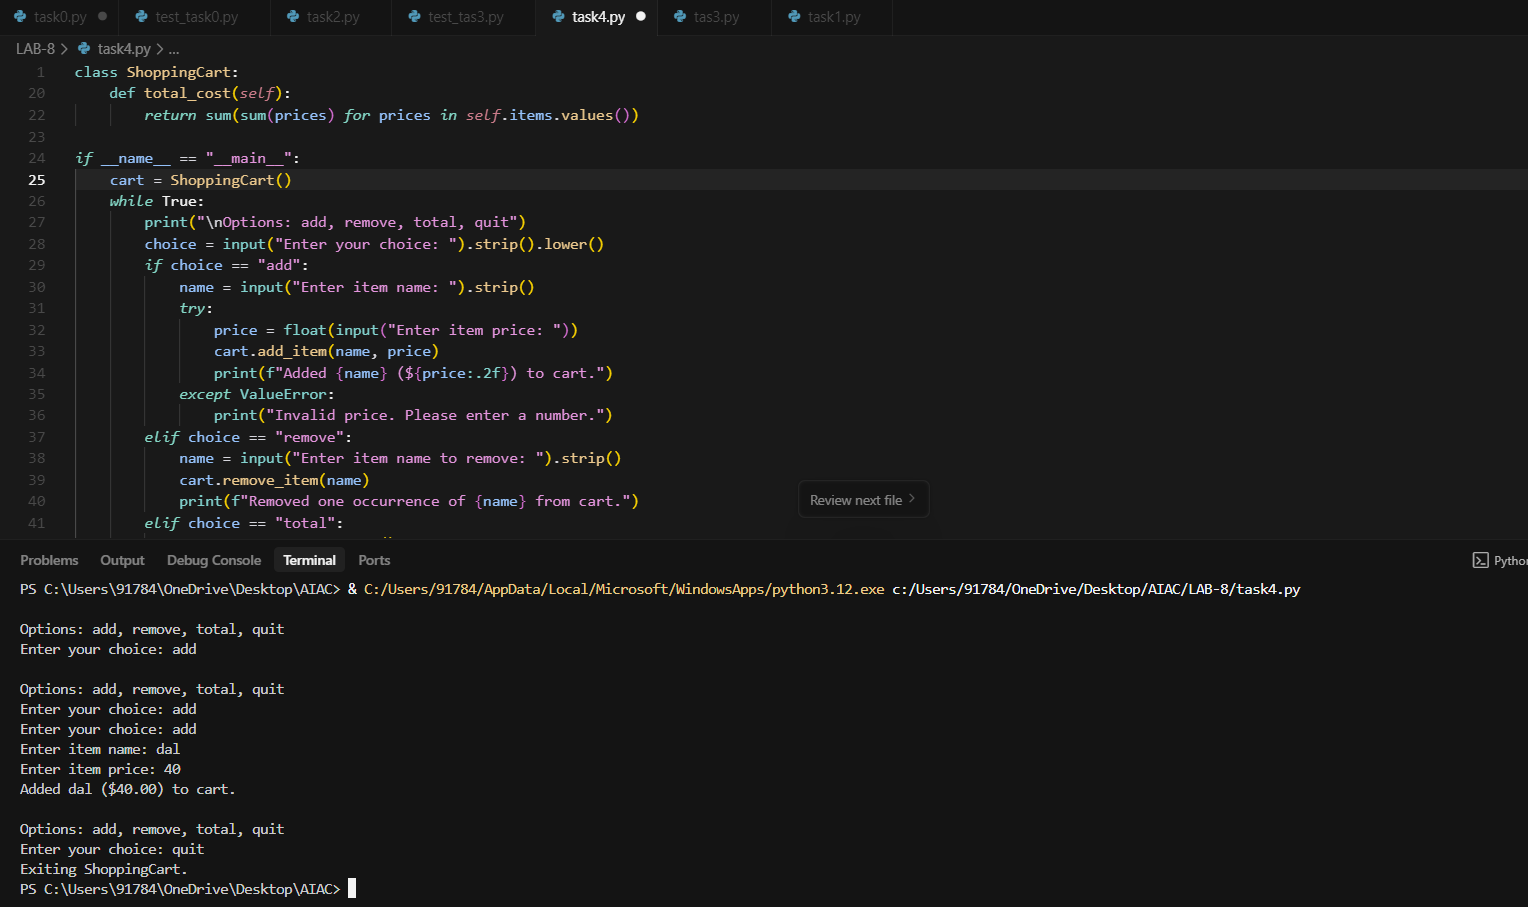 task0.py test_task0.py task2.py test_tas3.py task4.py tas3.py task1.py
LAB-8 > task4.py > ...
1 class ShoppingCart:
20 def total_cost(self):
22 return sum(sum(prices) for prices in self.items.values())
23
24 if __name__ == "__main__":
25 cart = ShoppingCart()
26 while True:
27 print("\nOptions: add, remove, total, quit")
28 choice = input("Enter your choice: ").strip().lower()
29 if choice == "add":
30 name = input("Enter item name: ").strip()
31 try:
32 price = float(input("Enter item price: "))
33 cart.add_item(name, price)
34 print(f"Added {name} (${price:.2f}) to cart.")
35 except ValueError:
36 print("Invalid price. Please enter a number.")
37 elif choice == "remove":
38 name = input("Enter item name to remove: ").strip()
39 cart.remove_item(name)
40 print(f"Removed one occurrence of {name} from cart.")
Review next file >
41 elif choice == "total":
Problems Output Debug Console Terminal Ports Python
PS C:\Users\91784\OneDrive\Desktop\AIAC> & C:/Users/91784/AppData/Local/Microsoft/WindowsApps/python3.12.exe c:/Users/91784/OneDrive/Desktop/AIAC/LAB-8/task4.py
Options: add, remove, total, quit
Enter your choice: add
Options: add, remove, total, quit
Enter your choice: add
Enter your choice: add
Enter item name: dal
Enter item price: 40
Added dal ($40.00) to cart.
Options: add, remove, total, quit
Enter your choice: quit
Exiting ShoppingCart.
PS C:\Users\91784\OneDrive\Desktop\AIAC>